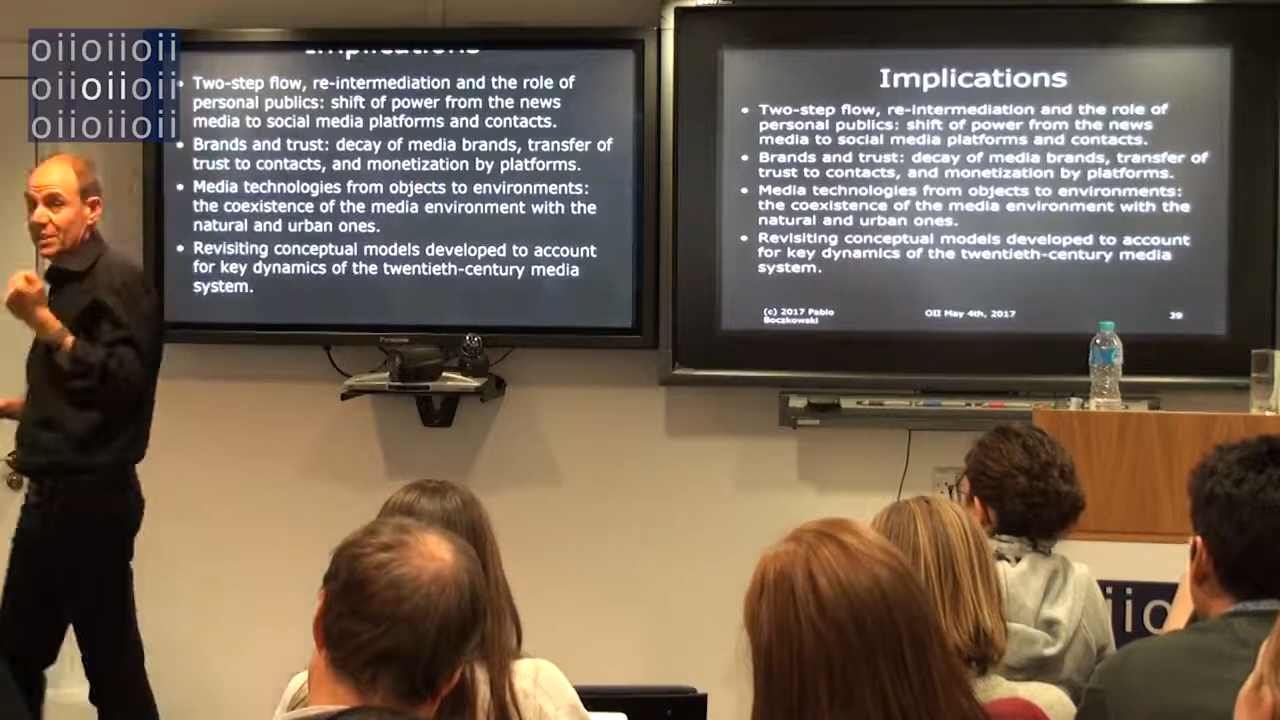 oiioiioii
oiioiioii
oiioiioii
Implications
• Two-step flow, re-intermediation and the role of
personal publics: shift of power from the news
media to social media platforms and contacts.
• Brands and trust: decay of media brands, transfer of
trust to contacts, and monetization by platforms.
• Media technologies from objects to environments:
the coexistence of the media environment with the
natural and urban ones.
• Revisiting conceptual models developed to account
for key dynamics of the twentieth-century media
system.
Panasonic
Implications
• Two-step flow, re-intermediation and the role of
personal publics: shift of power from the news
media to social media platforms and contacts.
• Brands and trust: decay of media brands, transfer of
trust to contacts, and monetization by platforms.
• Media technologies from objects to environments:
the coexistence of the media environment with the
natural and urban ones.
• Revisiting conceptual models developed to account
for key dynamics of the twentieth-century media
system.
(c) 2017 Pablo
Boczkowski
OII May 4th, 2017
39
iio